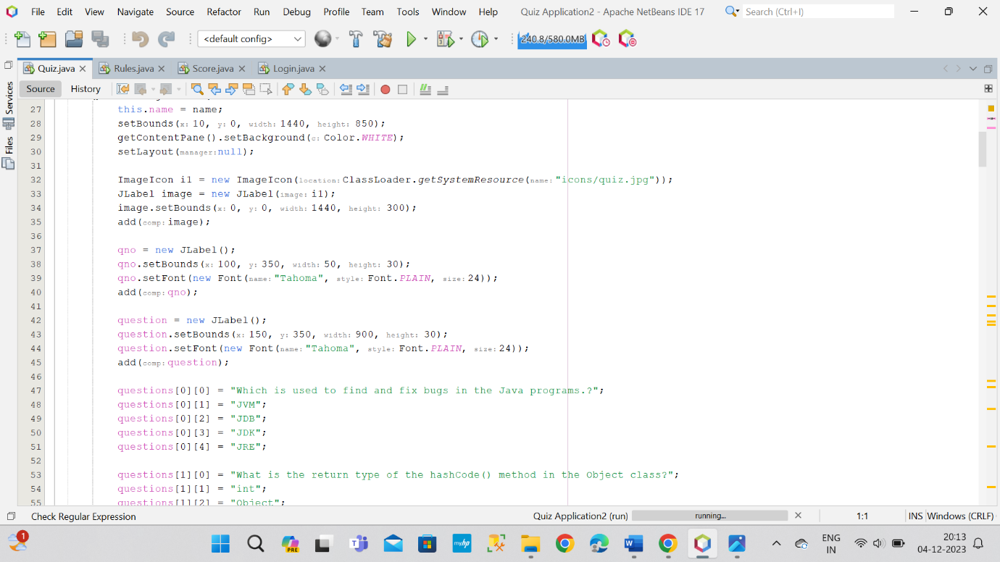 File Edit View Navigate Source Refactor Run Debug Profile Team Tools Window Help Quiz Application2 - Apache NetBeans IDE 17 Search (Ctrl+I)
<default config> 240.8/580.0MB
Quiz.java Rules.java Score.java Login.java
Source History
Services
Files
27 this.name = name;
28 setBounds(x: 10, y: 0, width: 1440, height: 850);
29 getContentPane().setBackground(c: Color.WHITE);
30 setLayout(manager:null);
31
32 ImageIcon i1 = new ImageIcon(location: ClassLoader.getSystemResource(name: "icons/quiz.jpg"));
33 JLabel image = new JLabel(image: i1);
34 image.setBounds(x: 0, y: 0, width: 1440, height: 300);
35 add(comp: image);
36
37 qno = new JLabel();
38 qno.setBounds(x: 100, y: 350, width: 50, height: 30);
39 qno.setFont(new Font(name: "Tahoma", style: Font.PLAIN, size: 24));
40 add(comp: qno);
41
42 question = new JLabel();
43 question.setBounds(x: 150, y: 350, width: 900, height: 30);
44 question.setFont(new Font(name: "Tahoma", style: Font.PLAIN, size: 24));
45 add(comp: question);
46
47 questions[0][0] = "Which is used to find and fix bugs in the Java programs.?";
48 questions[0][1] = "JVM";
49 questions[0][2] = "JDB";
50 questions[0][3] = "JDK";
51 questions[0][4] = "JRE";
52
53 questions[1][0] = "What is the return type of the hashCode() method in the Object class?";
54 questions[1][1] = "int";
55 questions[1][2] = "Object";
Check Regular Expression Quiz Application2 (run) running... 1:1 INS Windows (CRLF)
1 PRE myhp ENG 20:13
IN 04-12-2023